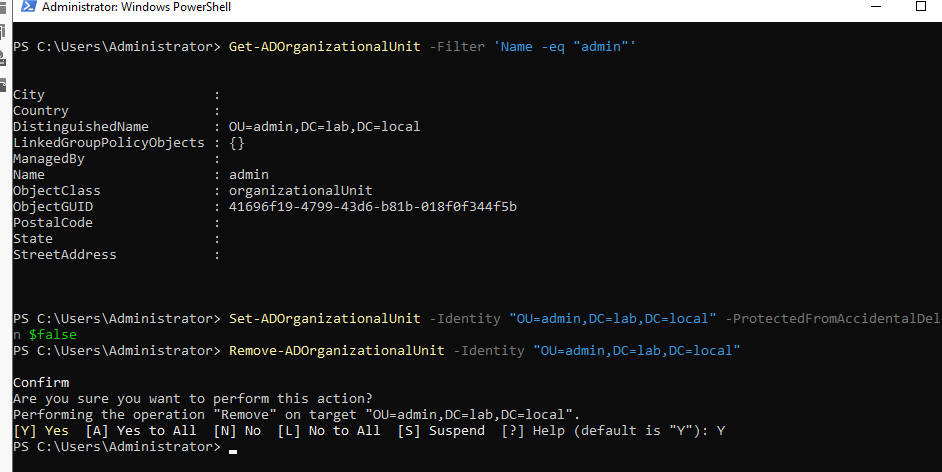 Administrator: Windows PowerShell
PS C:\Users\Administrator> Get-ADOrganizationalUnit -Filter 'Name -eq "admin"'
City                       :
Country                    :
DistinguishedName          : OU=admin,DC=lab,DC=local
LinkedGroupPolicyObjects : {}
ManagedBy                  :
Name                       : admin
ObjectClass                : organizationalUnit
ObjectGUID                 : 41696f19-4799-43d6-b81b-018f0f344f5b
PostalCode                 :
State                      :
StreetAddress              :
PS C:\Users\Administrator> Set-ADOrganizationalUnit -Identity "OU=admin,DC=lab,DC=local" -ProtectedFromAccidentalDel
n $false
PS C:\Users\Administrator> Remove-ADOrganizationalUnit -Identity "OU=admin,DC=lab,DC=local"
Confirm
Are you sure you want to perform this action?
Performing the operation "Remove" on target "OU=admin,DC=lab,DC=local".
[Y] Yes  [A] Yes to All  [N] No  [L] No to All  [S] Suspend  [?] Help (default is "Y"): Y
PS C:\Users\Administrator>